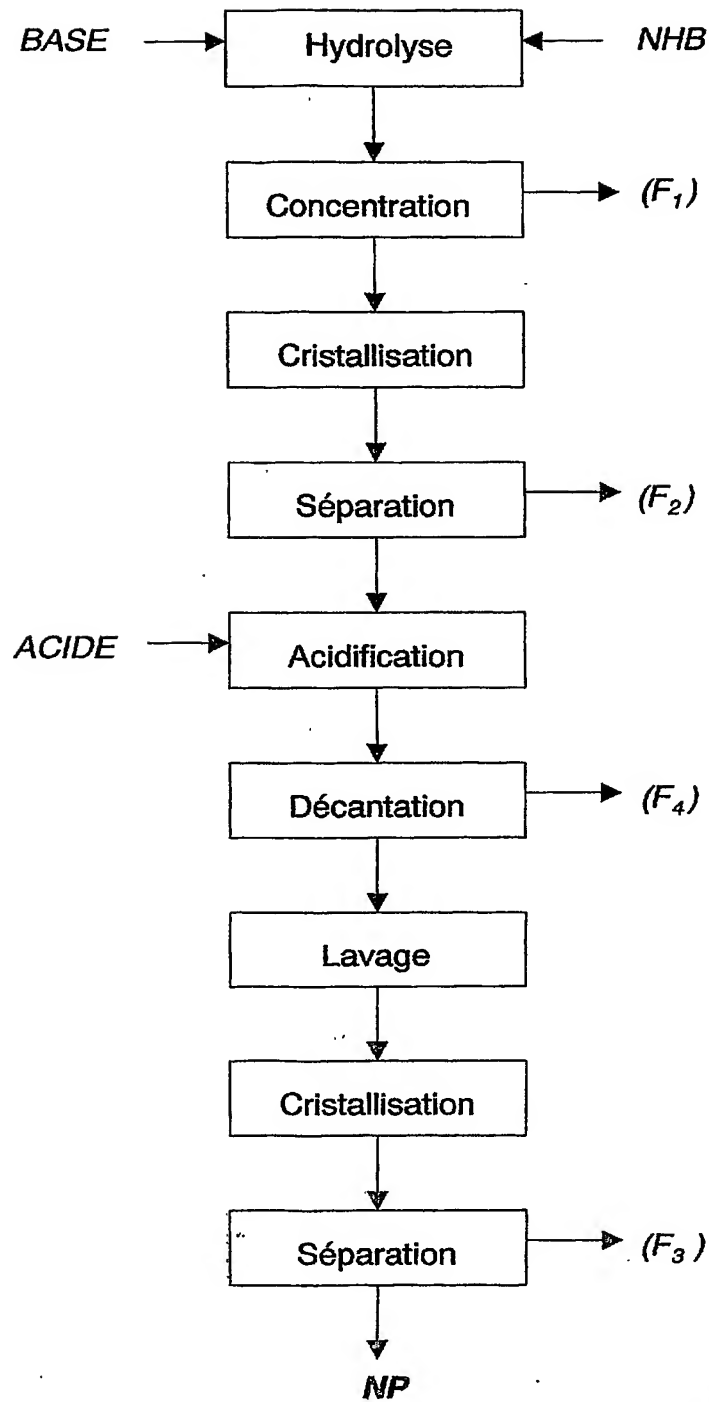 BASE Hydrolyse NHB
Concentration (F₁)
Cristallisation
Séparation (F₂)
ACIDE Acidification
Décantation (F₄)
Lavage
Cristallisation
Séparation (F₃)
NP